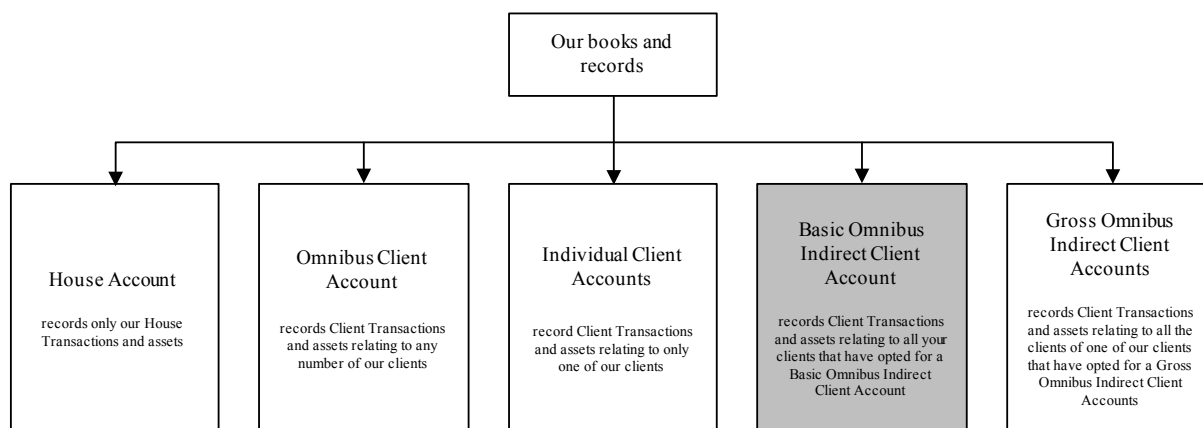 Our books and
records
House Account
records only our House
Transactions and assets
Omnibus Client
Account
records Client Transactions
and assets relating to any
number of our clients
Individual Client
Accounts
record Client Transactions
and assets relating to only
one of our clients
Basic Omnibus
Indirect Client
Account
records Client Transactions
and assets relating to all your
clients that have opted for a
Basic Omnibus Indirect
Client Account
Gross Omnibus
Indirect Client
Accounts
records Client Transactions
and assets relating to all the
clients of one of our clients
that have opted for a Gross
Omnibus Indirect Client
Accounts